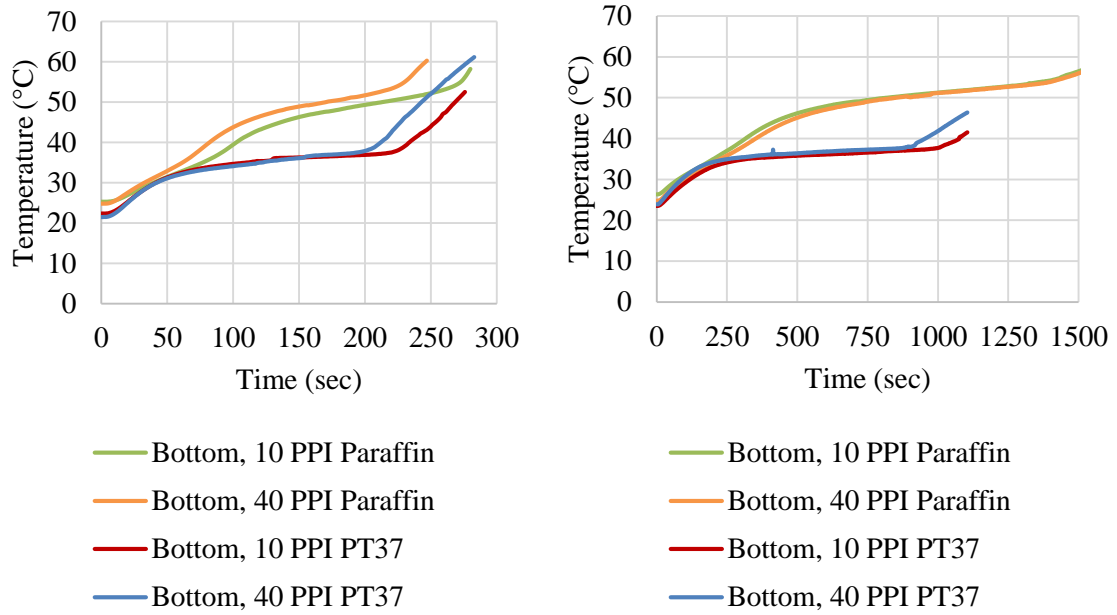 70
60
50
40
30
20
10
0
Temperature (°C)
0 50 100 150 200 250 300
Time (sec)
Bottom, 10 PPI Paraffin
Bottom, 40 PPI Paraffin
Bottom, 10 PPI PT37
Bottom, 40 PPI PT37
70
60
50
40
30
20
10
0
Temperature (°C)
0 250 500 750 1000 1250 1500
Time (sec)
Bottom, 10 PPI Paraffin
Bottom, 40 PPI Paraffin
Bottom, 10 PPI PT37
Bottom, 40 PPI PT37